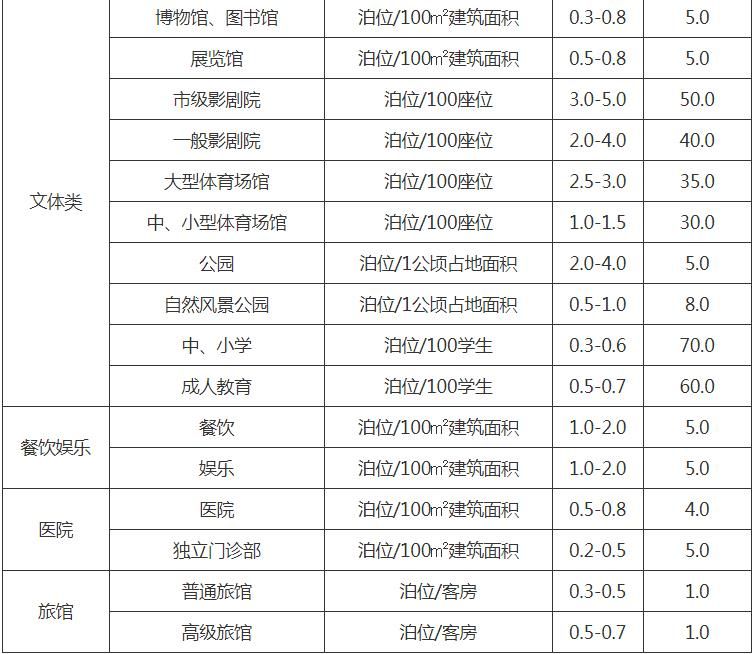 博物馆、图书馆 泊位/100㎡建筑面积 0.3-0.8 5.0
展览馆 泊位/100㎡建筑面积 0.5-0.8 5.0
市级影剧院 泊位/100座位 3.0-5.0 50.0
一般影剧院 泊位/100座位 2.0-4.0 40.0
大型体育场馆 泊位/100座位 2.5-3.0 35.0
文体类
中、小型体育场馆 泊位/100座位 1.0-1.5 30.0
公园 泊位/1公顷占地面积 2.0-4.0 5.0
自然风景公园 泊位/1公顷占地面积 0.5-1.0 8.0
中、小学 泊位/100学生 0.3-0.6 70.0
成人教育 泊位/100学生 0.5-0.7 60.0
餐饮娱乐
餐饮 泊位/100㎡建筑面积 1.0-2.0 5.0
娱乐 泊位/100㎡建筑面积 1.0-2.0 5.0
医院
医院 泊位/100㎡建筑面积 0.5-0.8 4.0
独立门诊部 泊位/100㎡建筑面积 0.2-0.5 5.0
旅馆
普通旅馆 泊位/客房 0.3-0.5 1.0
高级旅馆 泊位/客房 0.5-0.7 1.0